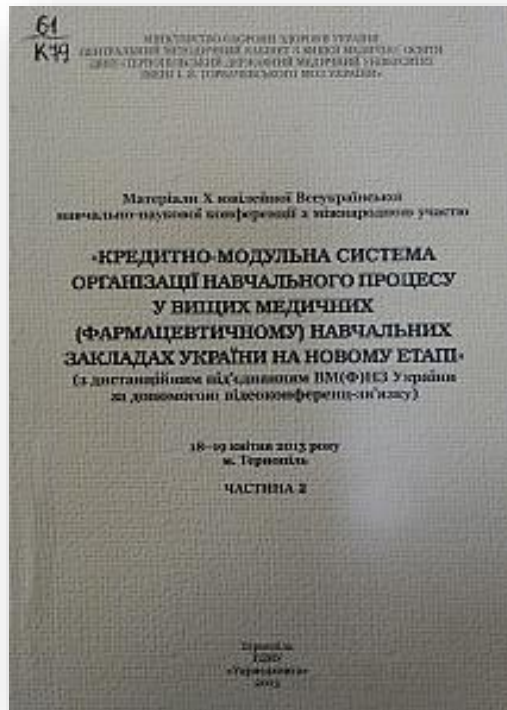 61
К79
МІНІСТЕРСТВО ОХОРОНИ ЗДОРОВ'Я УКРАЇНИ
ЦЕНТРАЛЬНИЙ МЕТОДИЧНИЙ КАБІНЕТ З ВИЩОЇ МЕДИЧНОЇ ОСВІТИ
ДВНЗ «ТЕРНОПІЛЬСЬКИЙ ДЕРЖАВНИЙ МЕДИЧНИЙ УНІВЕРСИТЕТ
ІМЕНІ І. Я. ГОРБАЧЕВСЬКОГО МОЗ УКРАЇНИ»
Матеріали X ювілейної Всеукраїнської
навчально-наукової конференції з міжнародною участю
«КРЕДИТНО-МОДУЛЬНА СИСТЕМА
ОРГАНІЗАЦІЇ НАВЧАЛЬНОГО ПРОЦЕСУ
У ВИЩИХ МЕДИЧНИХ
(ФАРМАЦЕВТИЧНОМУ) НАВЧАЛЬНИХ
ЗАКЛАДАХ УКРАЇНИ НА НОВОМУ ЕТАПІ»
(з дистанційним під'єднанням ВМ(Ф)НЗ України
за допомогою відеоконференц-зв'язку)
18–19 квітня 2013 року
м. Тернопіль
ЧАСТИНА 2
Тернопіль
ТДМУ
«Укрмедкнига»
2013